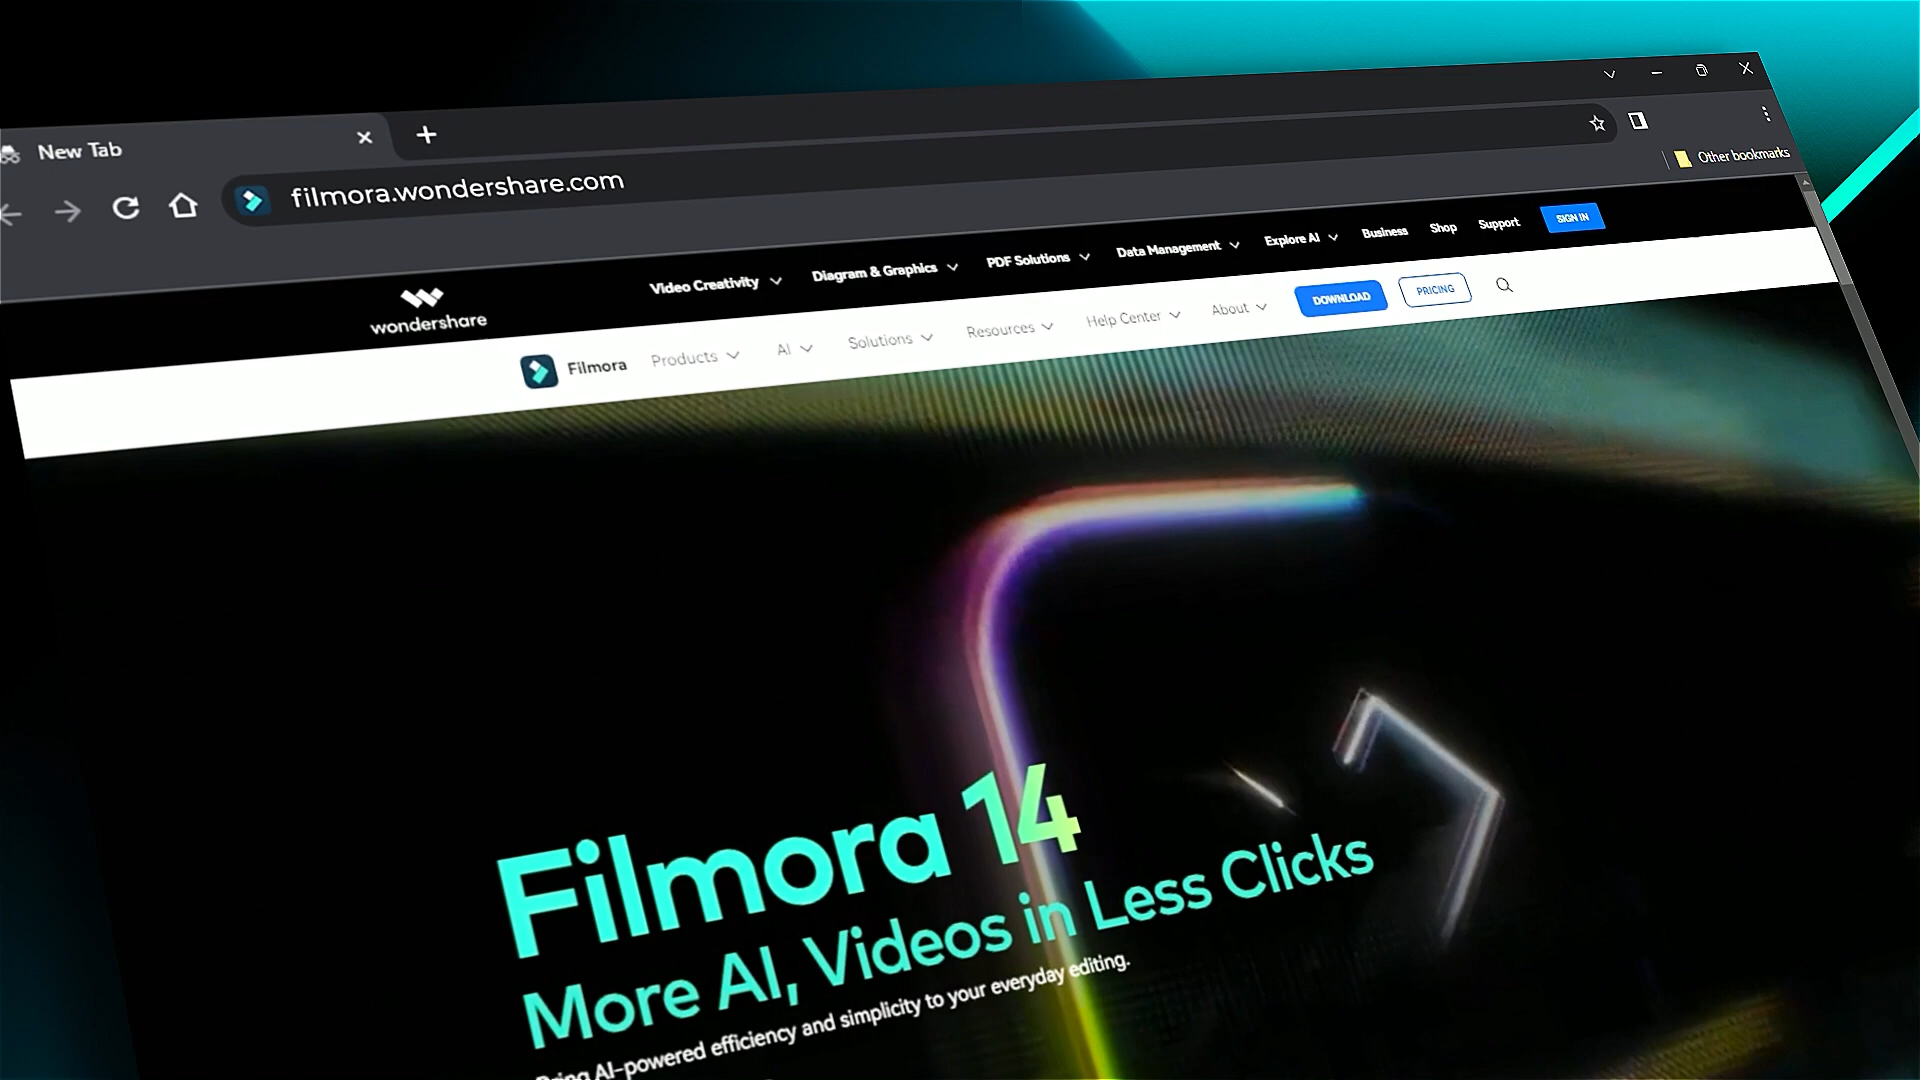 New Tab
filmora.wondershare.com
Other bookmarks
wondershare
Video Creativity
Diagram & Graphics
PDF Solutions
Data Management
Explore AI
Business
Shop
Support
SIGN IN
Filmora
Products
AI
Solutions
Resources
Help Center
About
DOWNLOAD
PRICING
Filmora 14
More AI, Videos in Less Clicks
Bring AI-powered efficiency and simplicity to your everyday editing.